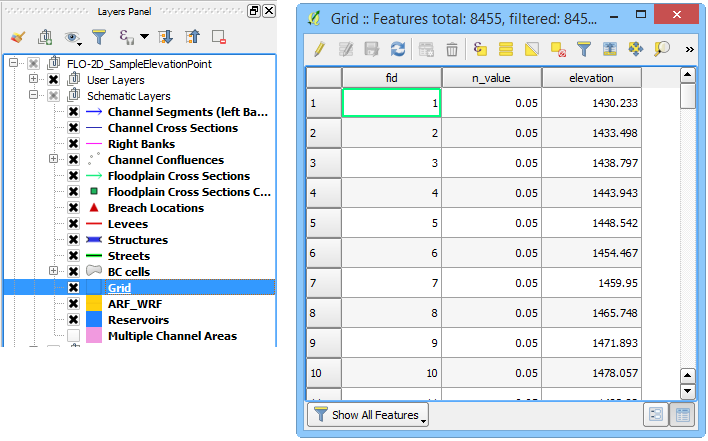 Layers Panel
FLO-2D_SampleElevationPoint
User Layers
Schematic Layers
Channel Segments (left Ba...
Channel Cross Sections
Right Banks
Channel Confluences
Floodplain Cross Sections
Floodplain Cross Sections C...
Breach Locations
Levees
Structures
Streets
BC cells
Grid
ARF_WRF
Reservoirs
Multiple Channel Areas
Grid :: Features total: 8455, filtered: 845...
fid n_value elevation
1 1 0.05 1430.233
2 2 0.05 1433.498
3 3 0.05 1438.797
4 4 0.05 1443.943
5 5 0.05 1448.542
6 6 0.05 1454.467
7 7 0.05 1459.95
8 8 0.05 1465.748
9 9 0.05 1471.893
10 10 0.05 1478.057
Show All Features